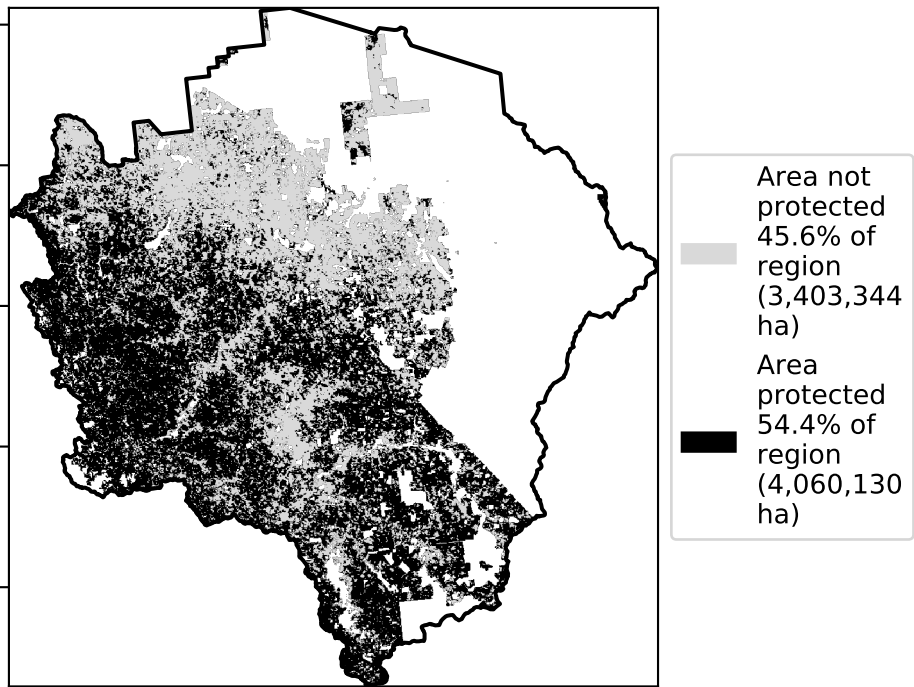 Area not
protected
45.6% of
region
(3,403,344
ha)
Area
protected
54.4% of
region
(4,060,130
ha)